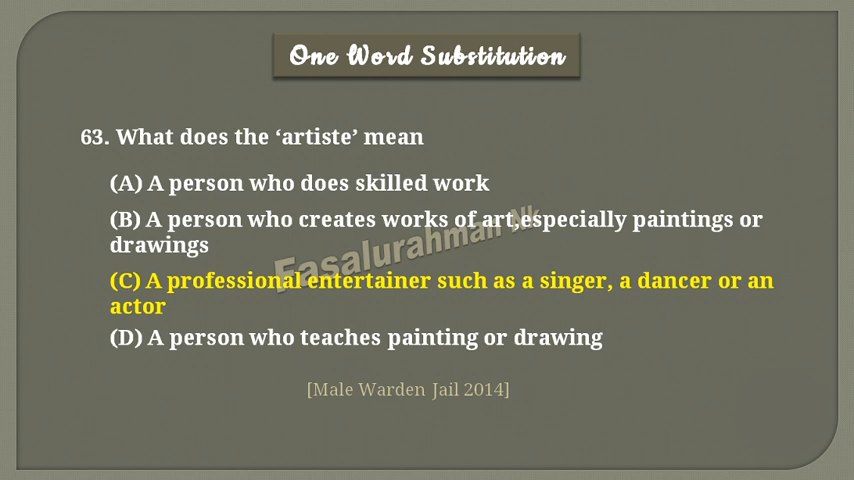 One Word Substitution
63. What does the ‘artiste’ mean
(A) A person who does skilled work
(B) A person who creates works of art,especially paintings or
drawings
Fasalurahman Nk
(C) A professional entertainer such as a singer, a dancer or an
actor
(D) A person who teaches painting or drawing
[Male Warden Jail 2014]